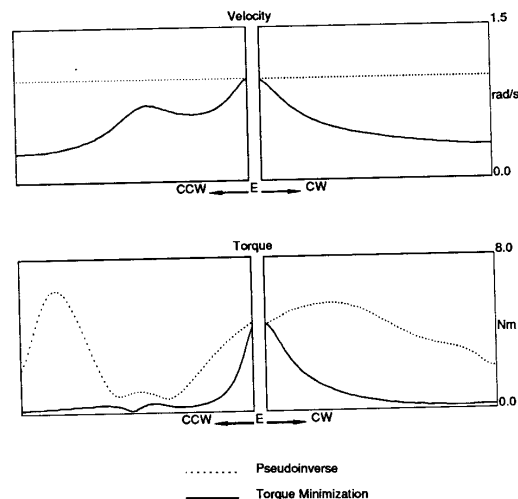 Velocity
1.5
rad/s
0.0
CCW E CW
Torque
8.0
Nm
0.0
CCW E CW
Pseudoinverse
Torque Minimization